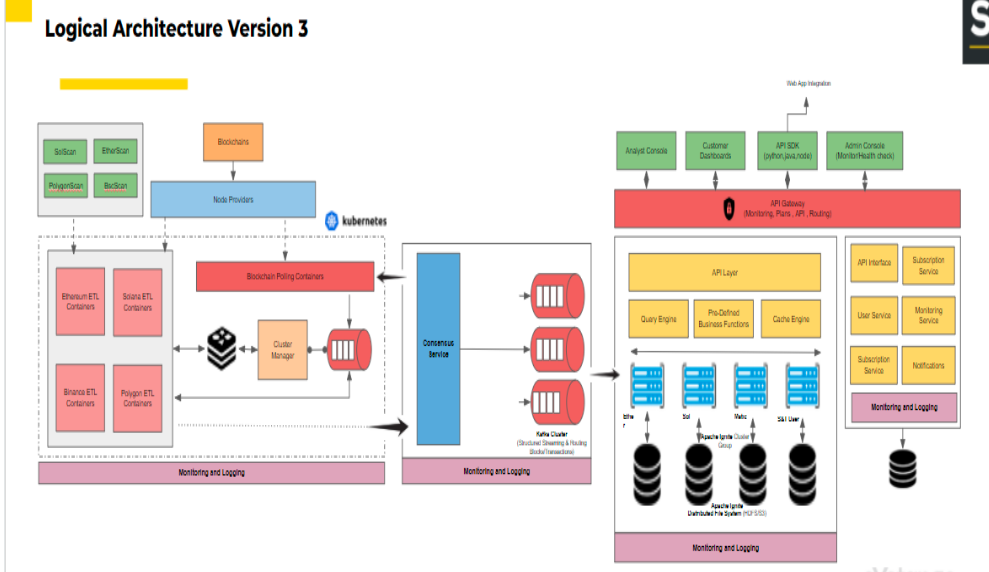 Logical Architecture Version 3
S
Web App Integration
SolScan
EtherScan
PolygonScan
BscScan
Blockchains
Node Providers
kubernetes
Analyst Console
Customer
Dashboards
API SDK
(python,java,node)
Admin Console
(Monitor/Health check)
API Gateway
(Monitoring, Plans , API , Routing)
Blockchain Polling Containers
Ethereum ETL
Containers
Solana ETL
Containers
Binance ETL
Containers
Polygon ETL
Containers
Cluster
Manager
Monitoring and Logging
Consensus
Service
Kafka Cluster
(Structured Streaming & Routing
Blocks/Transactions)
Monitoring and Logging
API Layer
Query Engine
Pre-Defined
Business Functions
Cache Engine
Ethe
r
Sol
Matic
S&T User
Apache Ignite Cluster
Group
Apache Ignite
Distributed File System (HDFS/S3)
Monitoring and Logging
API Interface
Subscription
Service
User Service
Monitoring
Service
Subscription
Service
Notifications
Monitoring and Logging